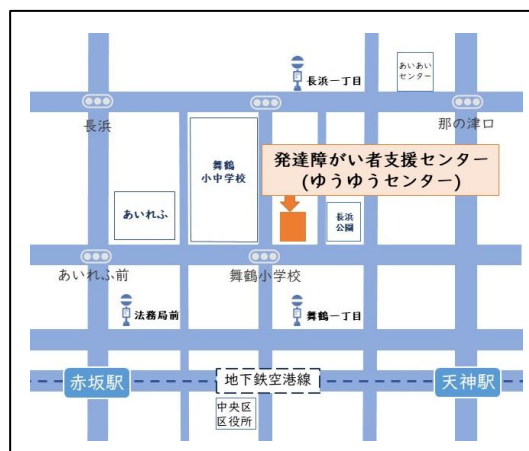 長浜一丁目
あいあい
センター
長浜
那の津口
発達障がい者支援センター
(ゆうゆうセンター)
舞鶴
小中学校
あいれふ
長浜
公園
あいれふ前
舞鶴小学校
法務局前
舞鶴一丁目
赤坂駅
地下鉄空港線
天神駅
中央区
区役所